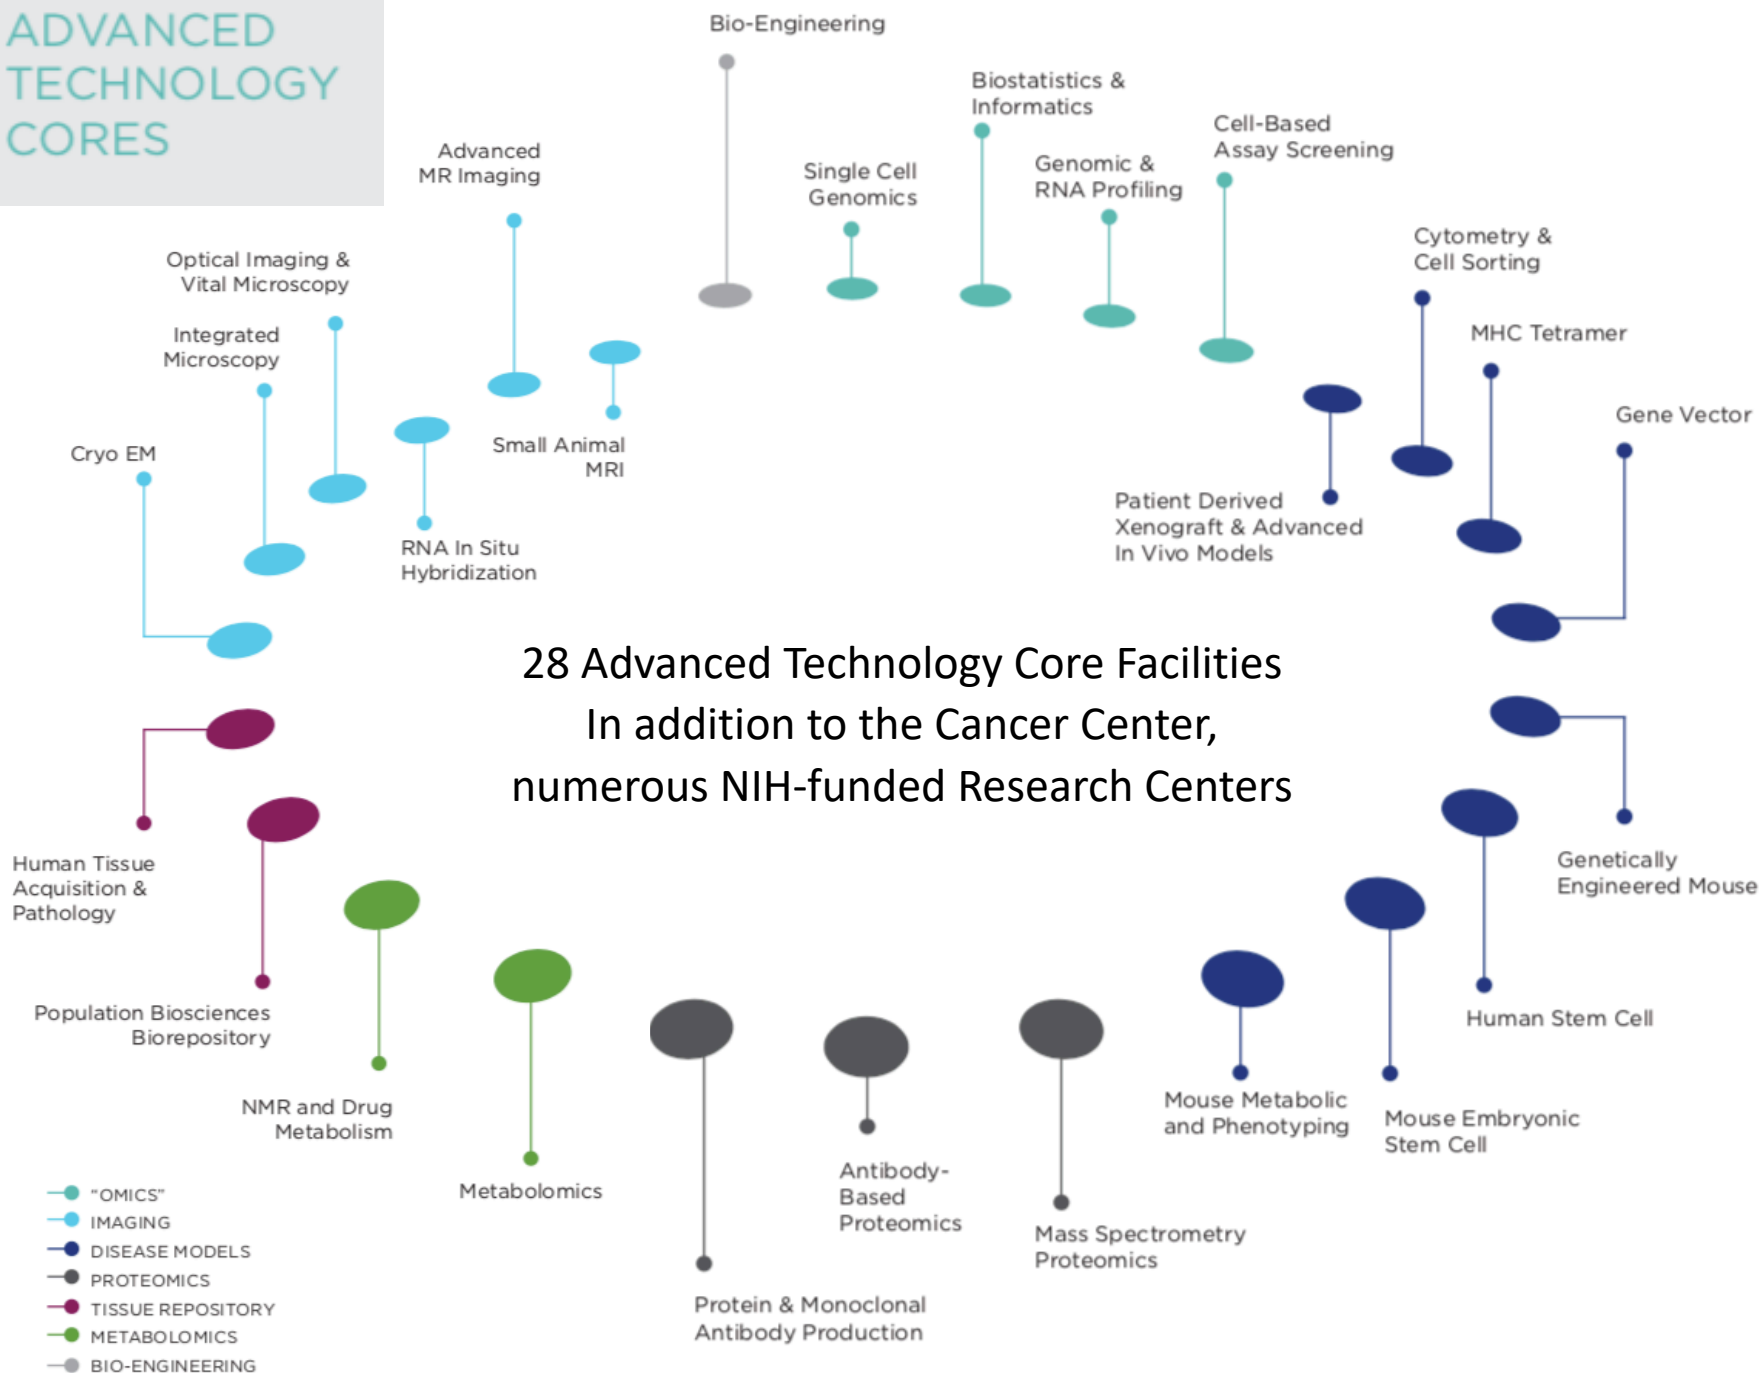 ADVANCED
TECHNOLOGY
CORES
Bio-Engineering
Biostatistics &
Informatics
Cell-Based
Assay Screening
Advanced
MR Imaging
Single Cell
Genomics
Genomic &
RNA Profiling
Optical Imaging &
Vital Microscopy
Cytometry &
Cell Sorting
Integrated
Microscopy
MHC Tetramer
Gene Vector
Cryo EM
Small Animal
MRI
Patient Derived
Xenograft & Advanced
In Vivo Models
RNA In Situ
Hybridization
28 Advanced Technology Core Facilities
In addition to the Cancer Center,
numerous NIH-funded Research Centers
Human Tissue
Acquisition &
Pathology
Genetically
Engineered Mouse
Population Biosciences
Biorepository
Human Stem Cell
NMR and Drug
Metabolism
Mouse Metabolic
and Phenotyping
Mouse Embryonic
Stem Cell
Metabolomics
Antibody-
Based
Proteomics
Mass Spectrometry
Proteomics
Protein & Monoclonal
Antibody Production
"OMICS"
IMAGING
DISEASE MODELS
PROTEOMICS
TISSUE REPOSITORY
METABOLOMICS
BIO-ENGINEERING